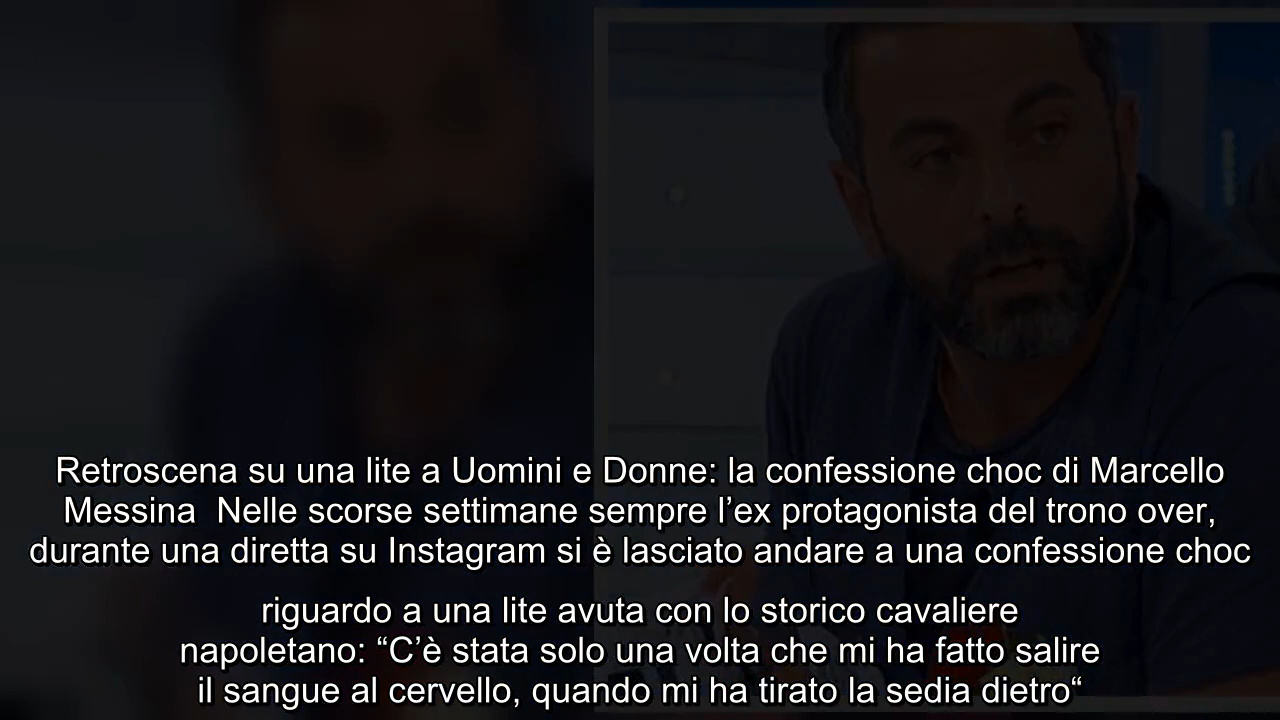 Retroscena su una lite a Uomini e Donne: la confessione choc di Marcello
Messina  Nelle scorse settimane sempre l’ex protagonista del trono over,
durante una diretta su Instagram si è lasciato andare a una confessione choc
riguardo a una lite avuta con lo storico cavaliere
napoletano: “C’è stata solo una volta che mi ha fatto salire
il sangue al cervello, quando mi ha tirato la sedia dietro“